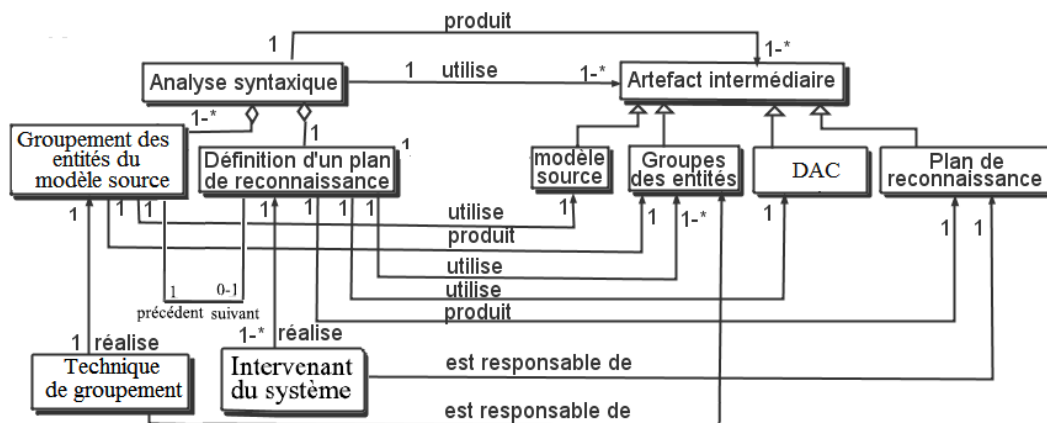 produit
1
1-*
Analyse syntaxique
1 utilise 1-*
Artefact intermédiaire
1-*
1
1
Groupement des
entités du
modèle source
Définition d'un plan
de reconnaissance
modèle
source
Groupes
des entités
DAC
Plan de
reconnaissance
1 1 1
1 1 1 1
1
1
1-*
1
1
1
utilise
produit
utilise
utilise
produit
1
0-1
précédent
suivant
1 réalise
1-* réalise
Technique
de groupement
Intervenant
du système
est responsable de
est responsable de